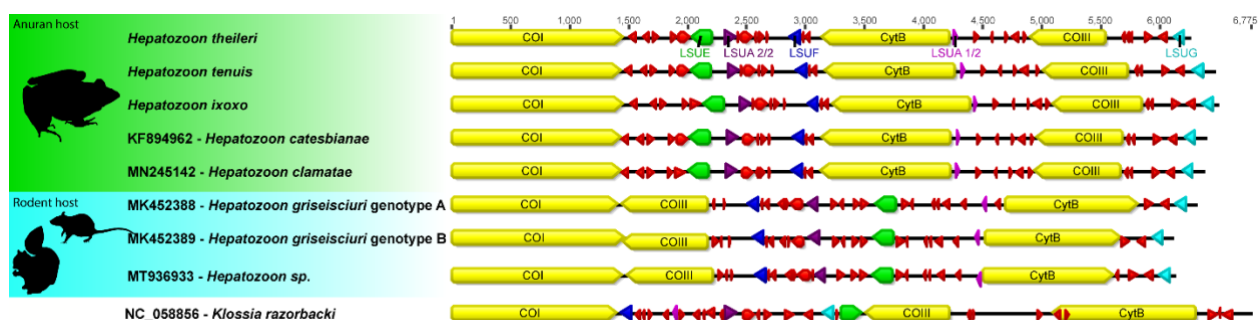 Anuran host
1 500 1,000 1,500 2,000 2,500 3,000 3,500 4,000 4,500 5,000 5,500 6,000 6,775
Hepatozoon theileri COI CytB COIII
LSUE LSUA 2/2 LSUF LSUA 1/2 LSUG
Hepatozoon tenuis COI CytB COIII
Hepatozoon ixoxo COI CytB COIII
KF894962 - Hepatozoon catesbianae COI CytB COIII
MN245142 - Hepatozoon clamatae COI CytB COIII
Rodent host
MK452388 - Hepatozoon griseisciuri genotype A COI COIII CytB
MK452389 - Hepatozoon griseisciuri genotype B COI COIII CytB
MT936933 - Hepatozoon sp. COI COIII CytB
NC_058856 - Klossia razorbacki COI COIII CytB